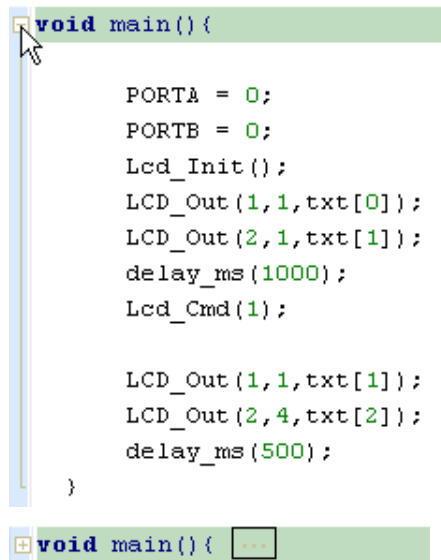 void main(){
PORTA = 0;
PORTB = 0;
Lcd_Init();
LCD_Out(1,1,txt[0]);
LCD_Out(2,1,txt[1]);
delay_ms(1000);
Lcd_Cmd(1);
LCD_Out(1,1,txt[1]);
LCD_Out(2,4,txt[2]);
delay_ms(500);
}
void main(){ ...